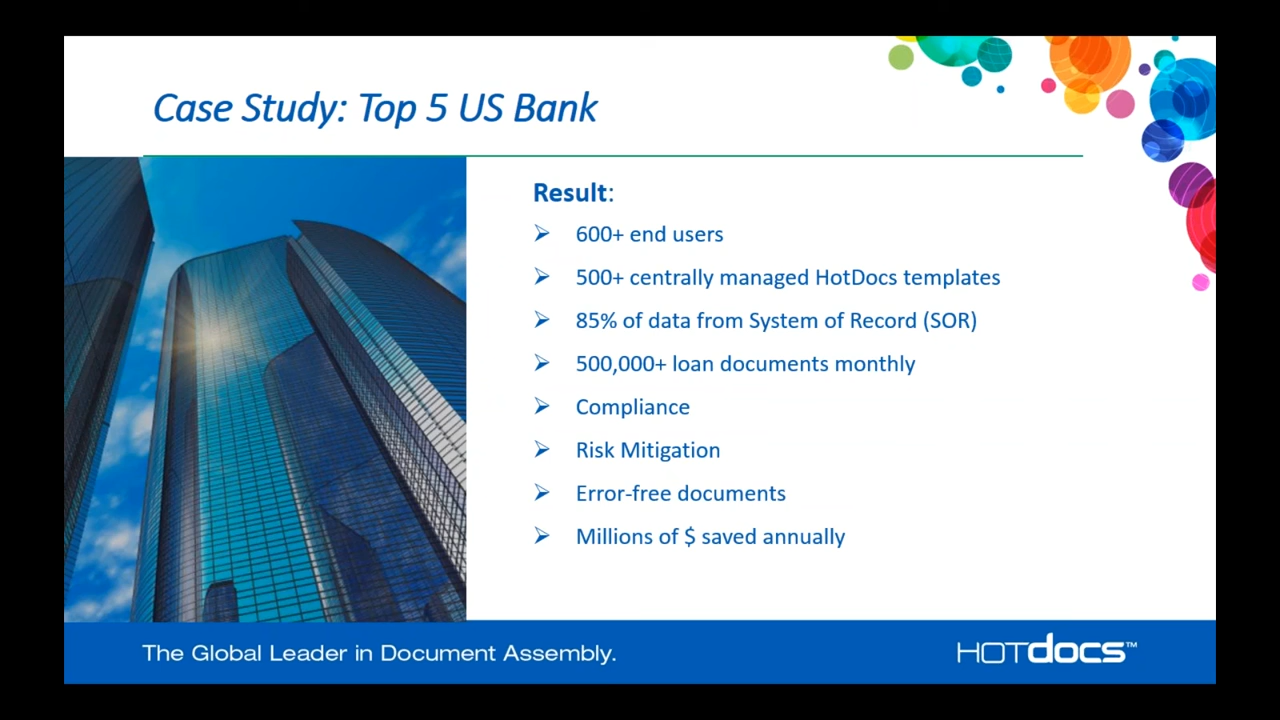 Case Study: Top 5 US Bank
Result:
600+ end users
500+ centrally managed HotDocs templates
85% of data from System of Record (SOR)
500,000+ loan documents monthly
Compliance
Risk Mitigation
Error-free documents
Millions of $ saved annually
The Global Leader in Document Assembly.
HOTdocs™